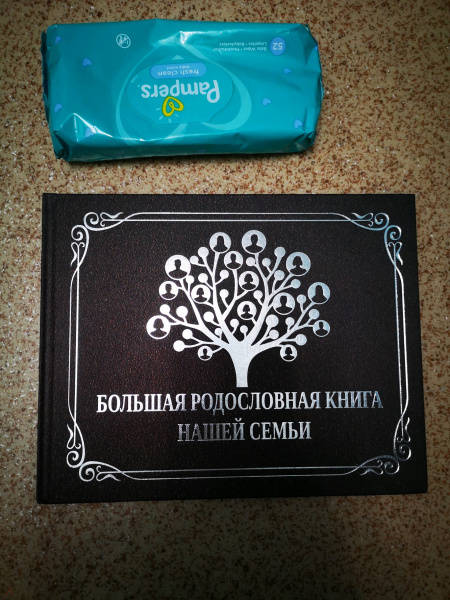 52
Pampers
fresh clean
БОЛЬШАЯ РОДОСЛОВНАЯ КНИГА
НАШЕЙ СЕМЬИ